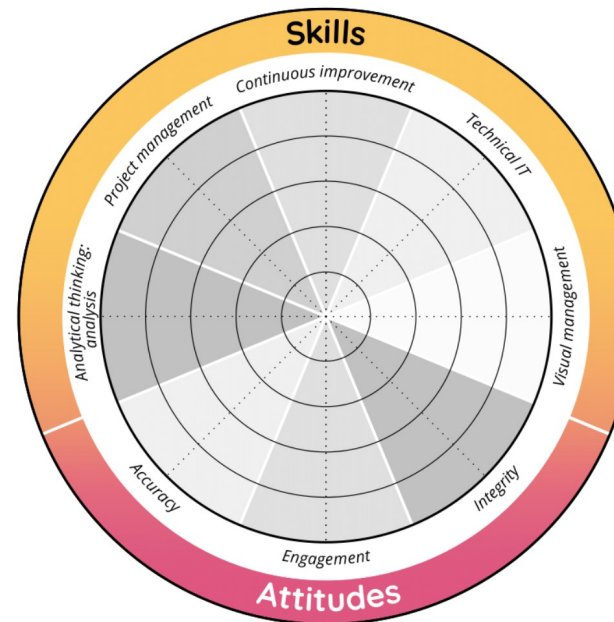 Skills
Continuous improvement
Project management
Technical IT
Analytical thinking:
analysis
Visual management
Accuracy
Integrity
Engagement
Attitudes